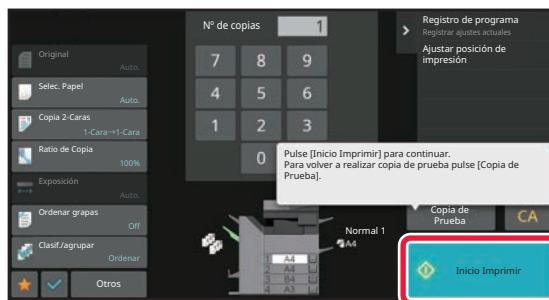 Nº de copias
1
Registro de programa
Registrar ajustes actuales
Ajustar posición de
impresión
Original
Auto.
Selec. Papel
Auto.
Copia 2-Caras
1-Cara→1-Cara
Ratio de Copia
100%
Exposición
Auto.
Ordenar grapas
Off
Clasif./agrupar
Ordenar
Otros
7 8 9
4 5 6
1 2 3
0
Pulse [Inicio Imprimir] para continuar.
Para volver a realizar copia de prueba pulse [Copia de
Prueba].
Normal 1
A4
1 A4
2 A4
3 B4
4 A3
Copia de
Prueba
CA
Inicio Imprimir